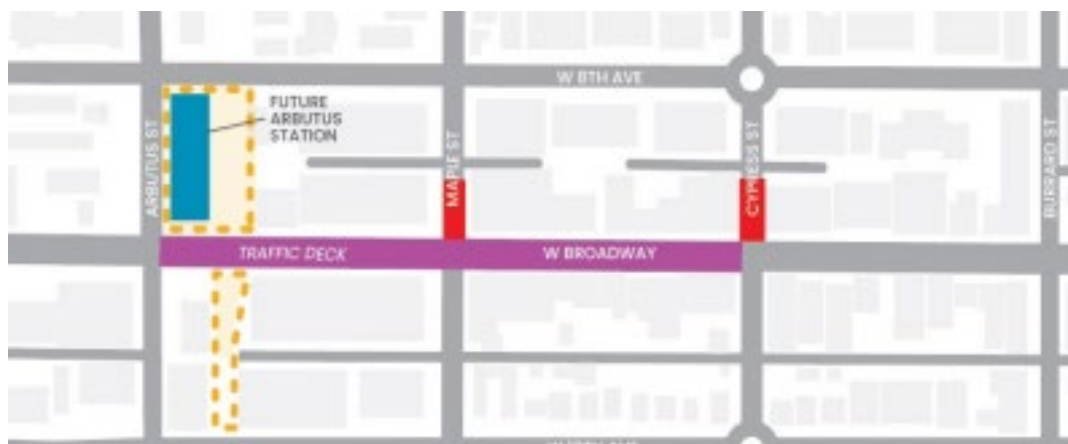 W 8TH AVE
FUTURE
ARBUTUS
STATION
ARBUTUS ST
MAPLE ST
CYPRESS ST
BURRARD ST
TRAFFIC DECK
W BROADWAY